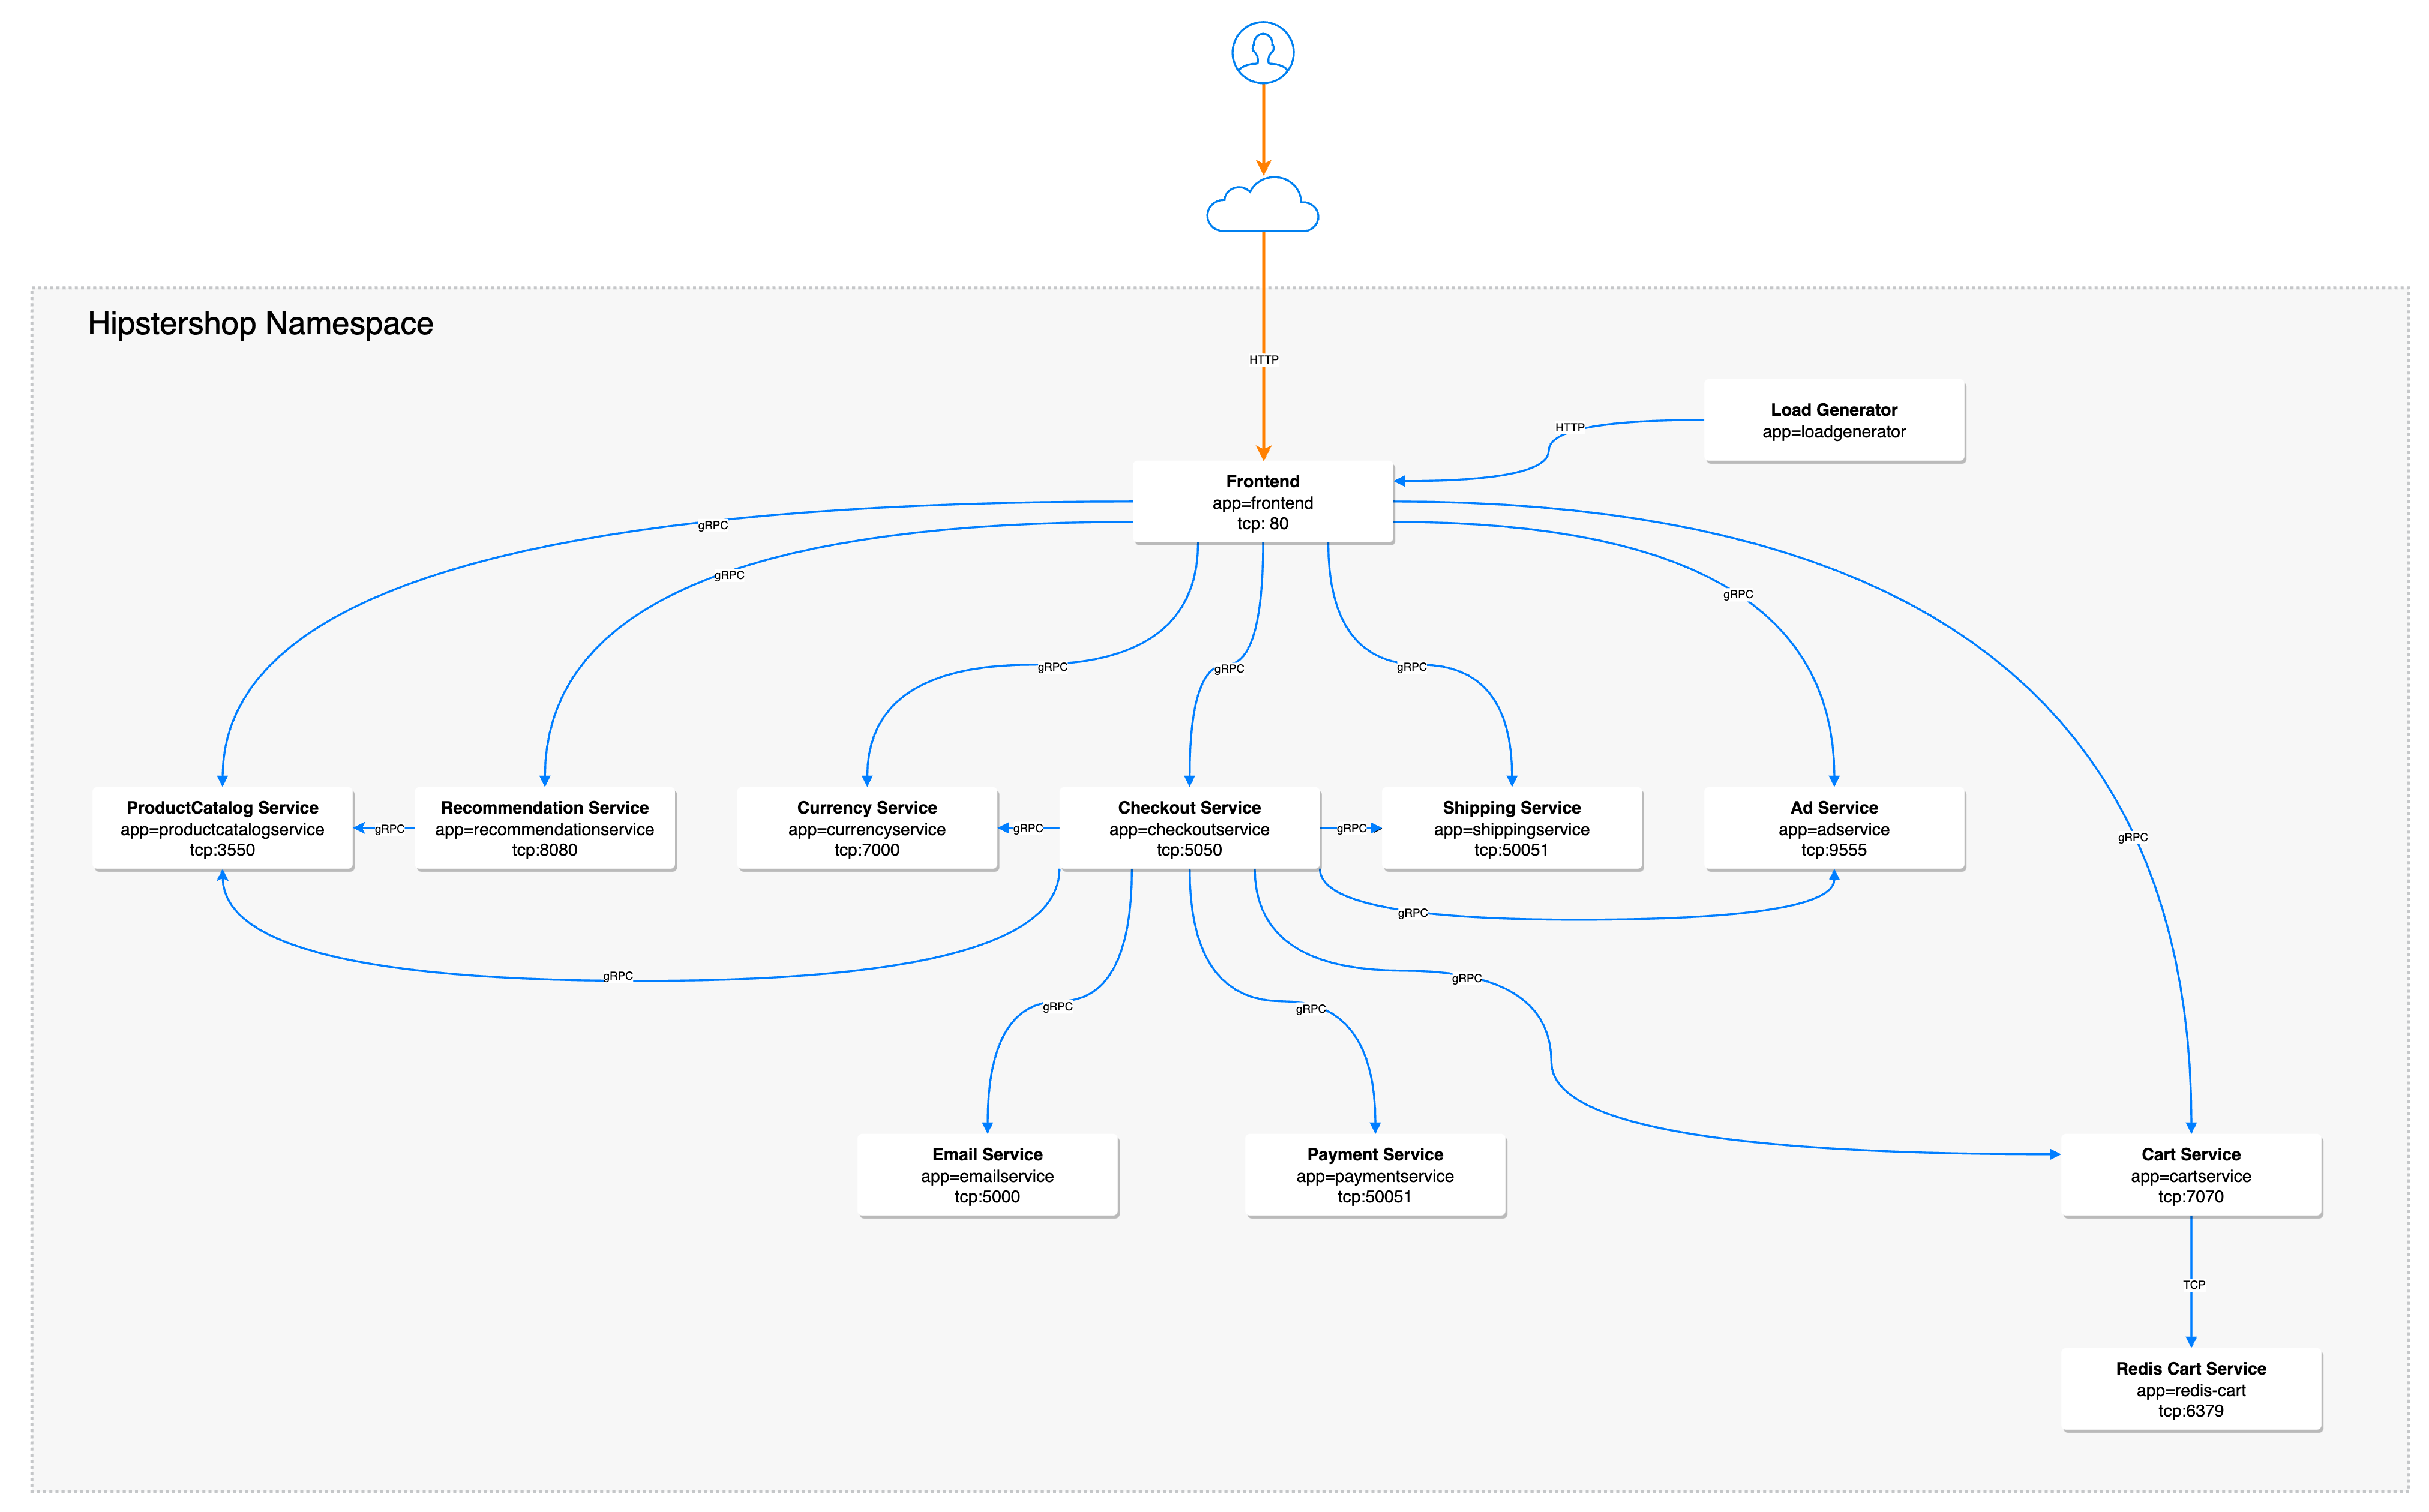 Hipstershop Namespace
HTTP
Load Generator
app=loadgenerator
HTTP
Frontend
app=frontend
tcp: 80
gRPC
gRPC
gRPC
gRPC
gRPC
gRPC
gRPC
ProductCatalog Service
app=productcatalogservice
tcp:3550
gRPC
Recommendation Service
app=recommendationservice
tcp:8080
Currency Service
app=currencyservice
tcp:7000
gRPC
Checkout Service
app=checkoutservice
tcp:5050
gRPC
Shipping Service
app=shippingservice
tcp:50051
Ad Service
app=adservice
tcp:9555
gRPC
gRPC
gRPC
gRPC
gRPC
Email Service
app=emailservice
tcp:5000
Payment Service
app=paymentservice
tcp:50051
Cart Service
app=cartservice
tcp:7070
TCP
Redis Cart Service
app=redis-cart
tcp:6379